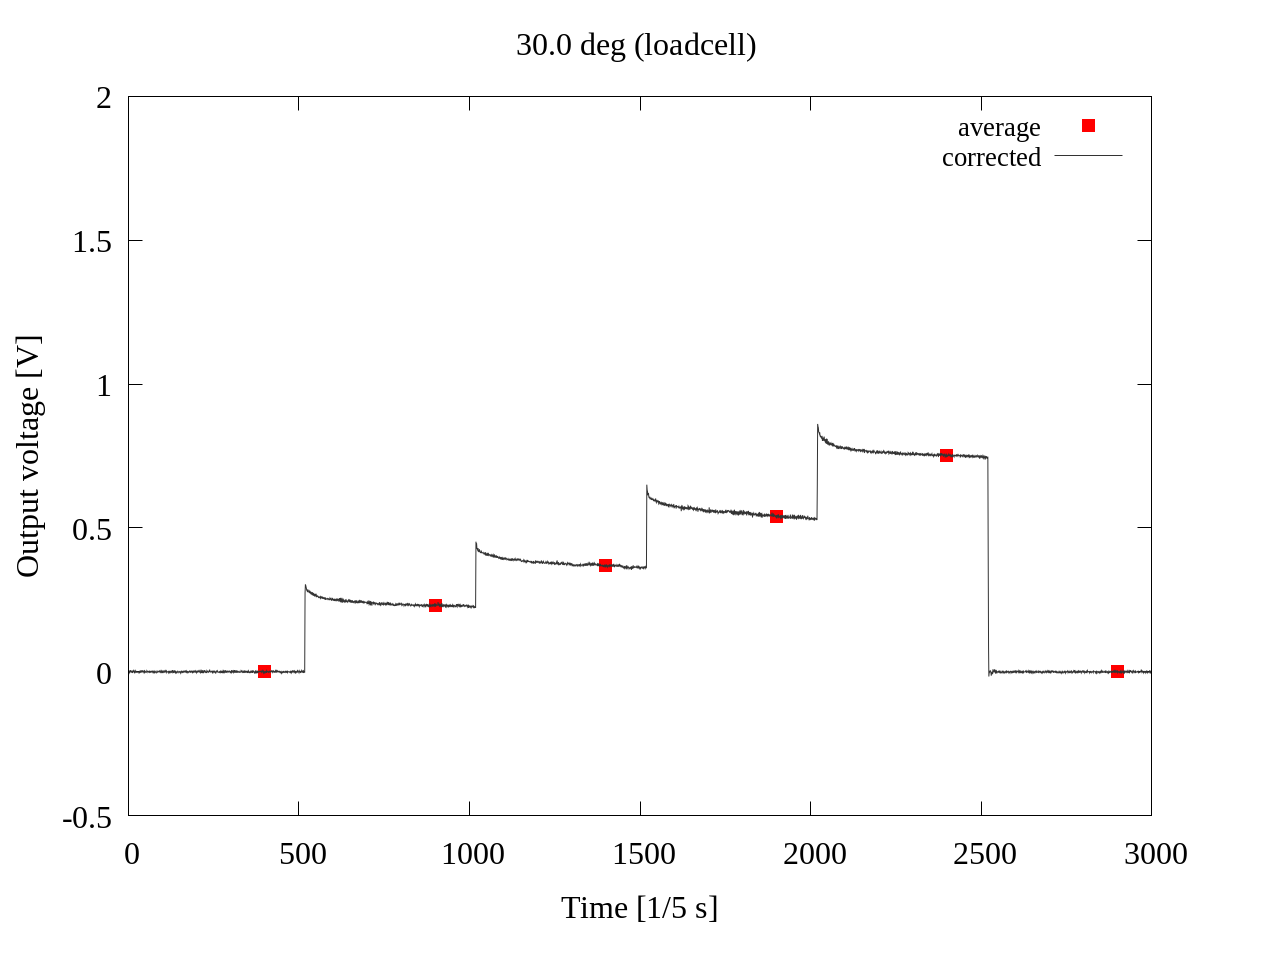 30.0 deg (loadcell)
average
corrected
2
1.5
1
0.5
0
-0.5
Output voltage [V]
0 500 1000 1500 2000 2500 3000
Time [1/5 s]